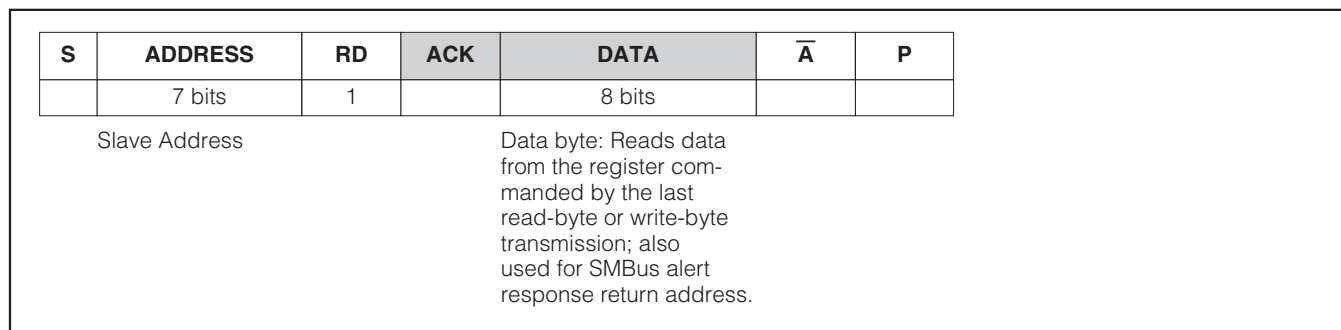 S ADDRESS RD ACK DATA A̅ P
7 bits 1 8 bits
Slave Address
Data byte: Reads data
from the register com-
manded by the last
read-byte or write-byte
transmission; also
used for SMBus alert
response return address.